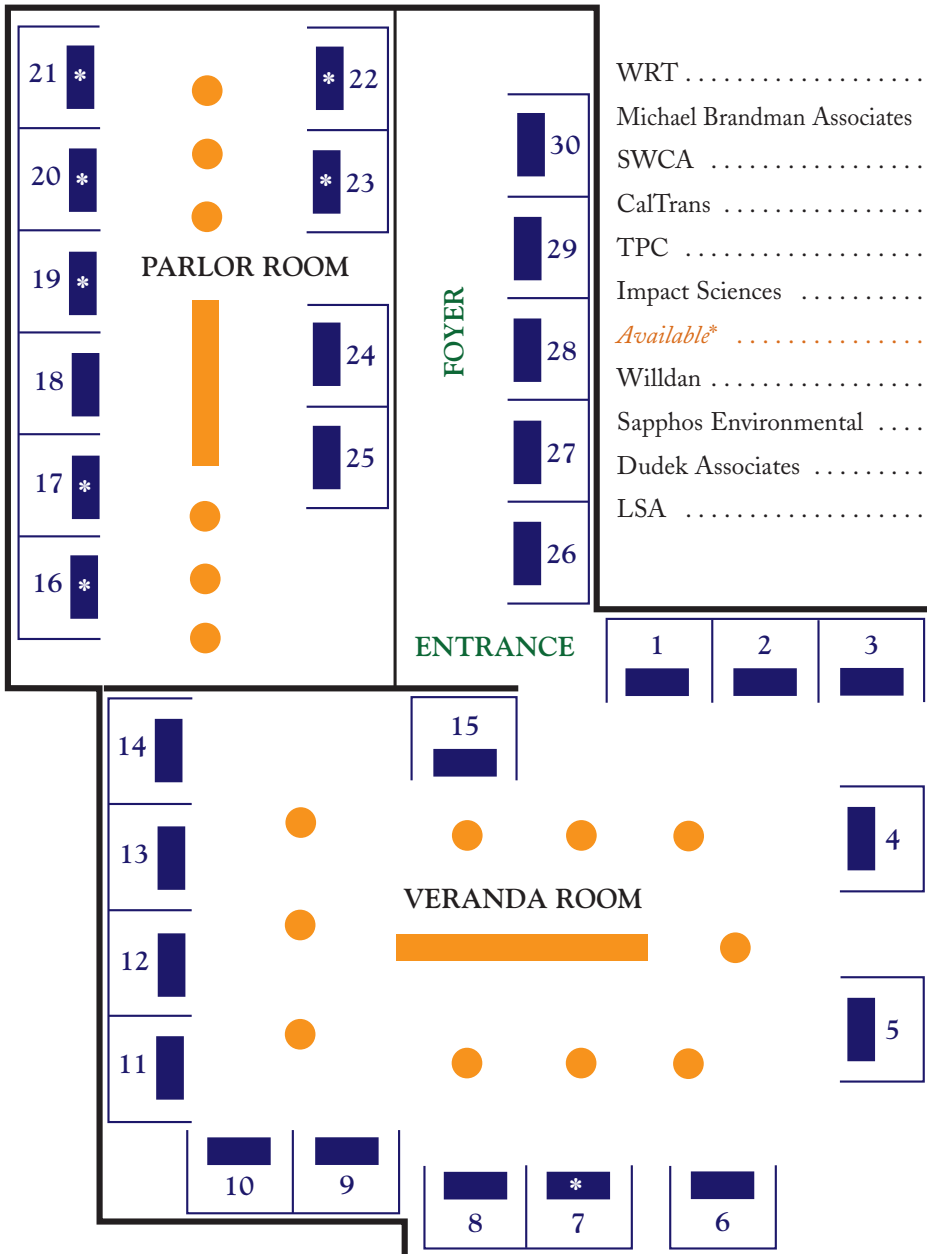 21 *
* 22
20 *
* 23
19 *
PARLOR ROOM
18
24
17 *
25
16 *
FOYER
30
29
28
27
26
ENTRANCE
WRT . . . . . . . . . . . . . . . . . . . .
Michael Brandman Associates
SWCA . . . . . . . . . . . . . . . . .
CalTrans . . . . . . . . . . . . . . . . .
TPC . . . . . . . . . . . . . . . . . . . .
Impact Sciences . . . . . . . . . .
Available* . . . . . . . . . . . . . . . .
Willdan . . . . . . . . . . . . . . . . . .
Sapphos Environmental . . . .
Dudek Associates . . . . . . . . .
LSA . . . . . . . . . . . . . . . . . . . .
1
2
3
15
14
13
12
11
4
VERANDA ROOM
5
10
9
8
* 7
6